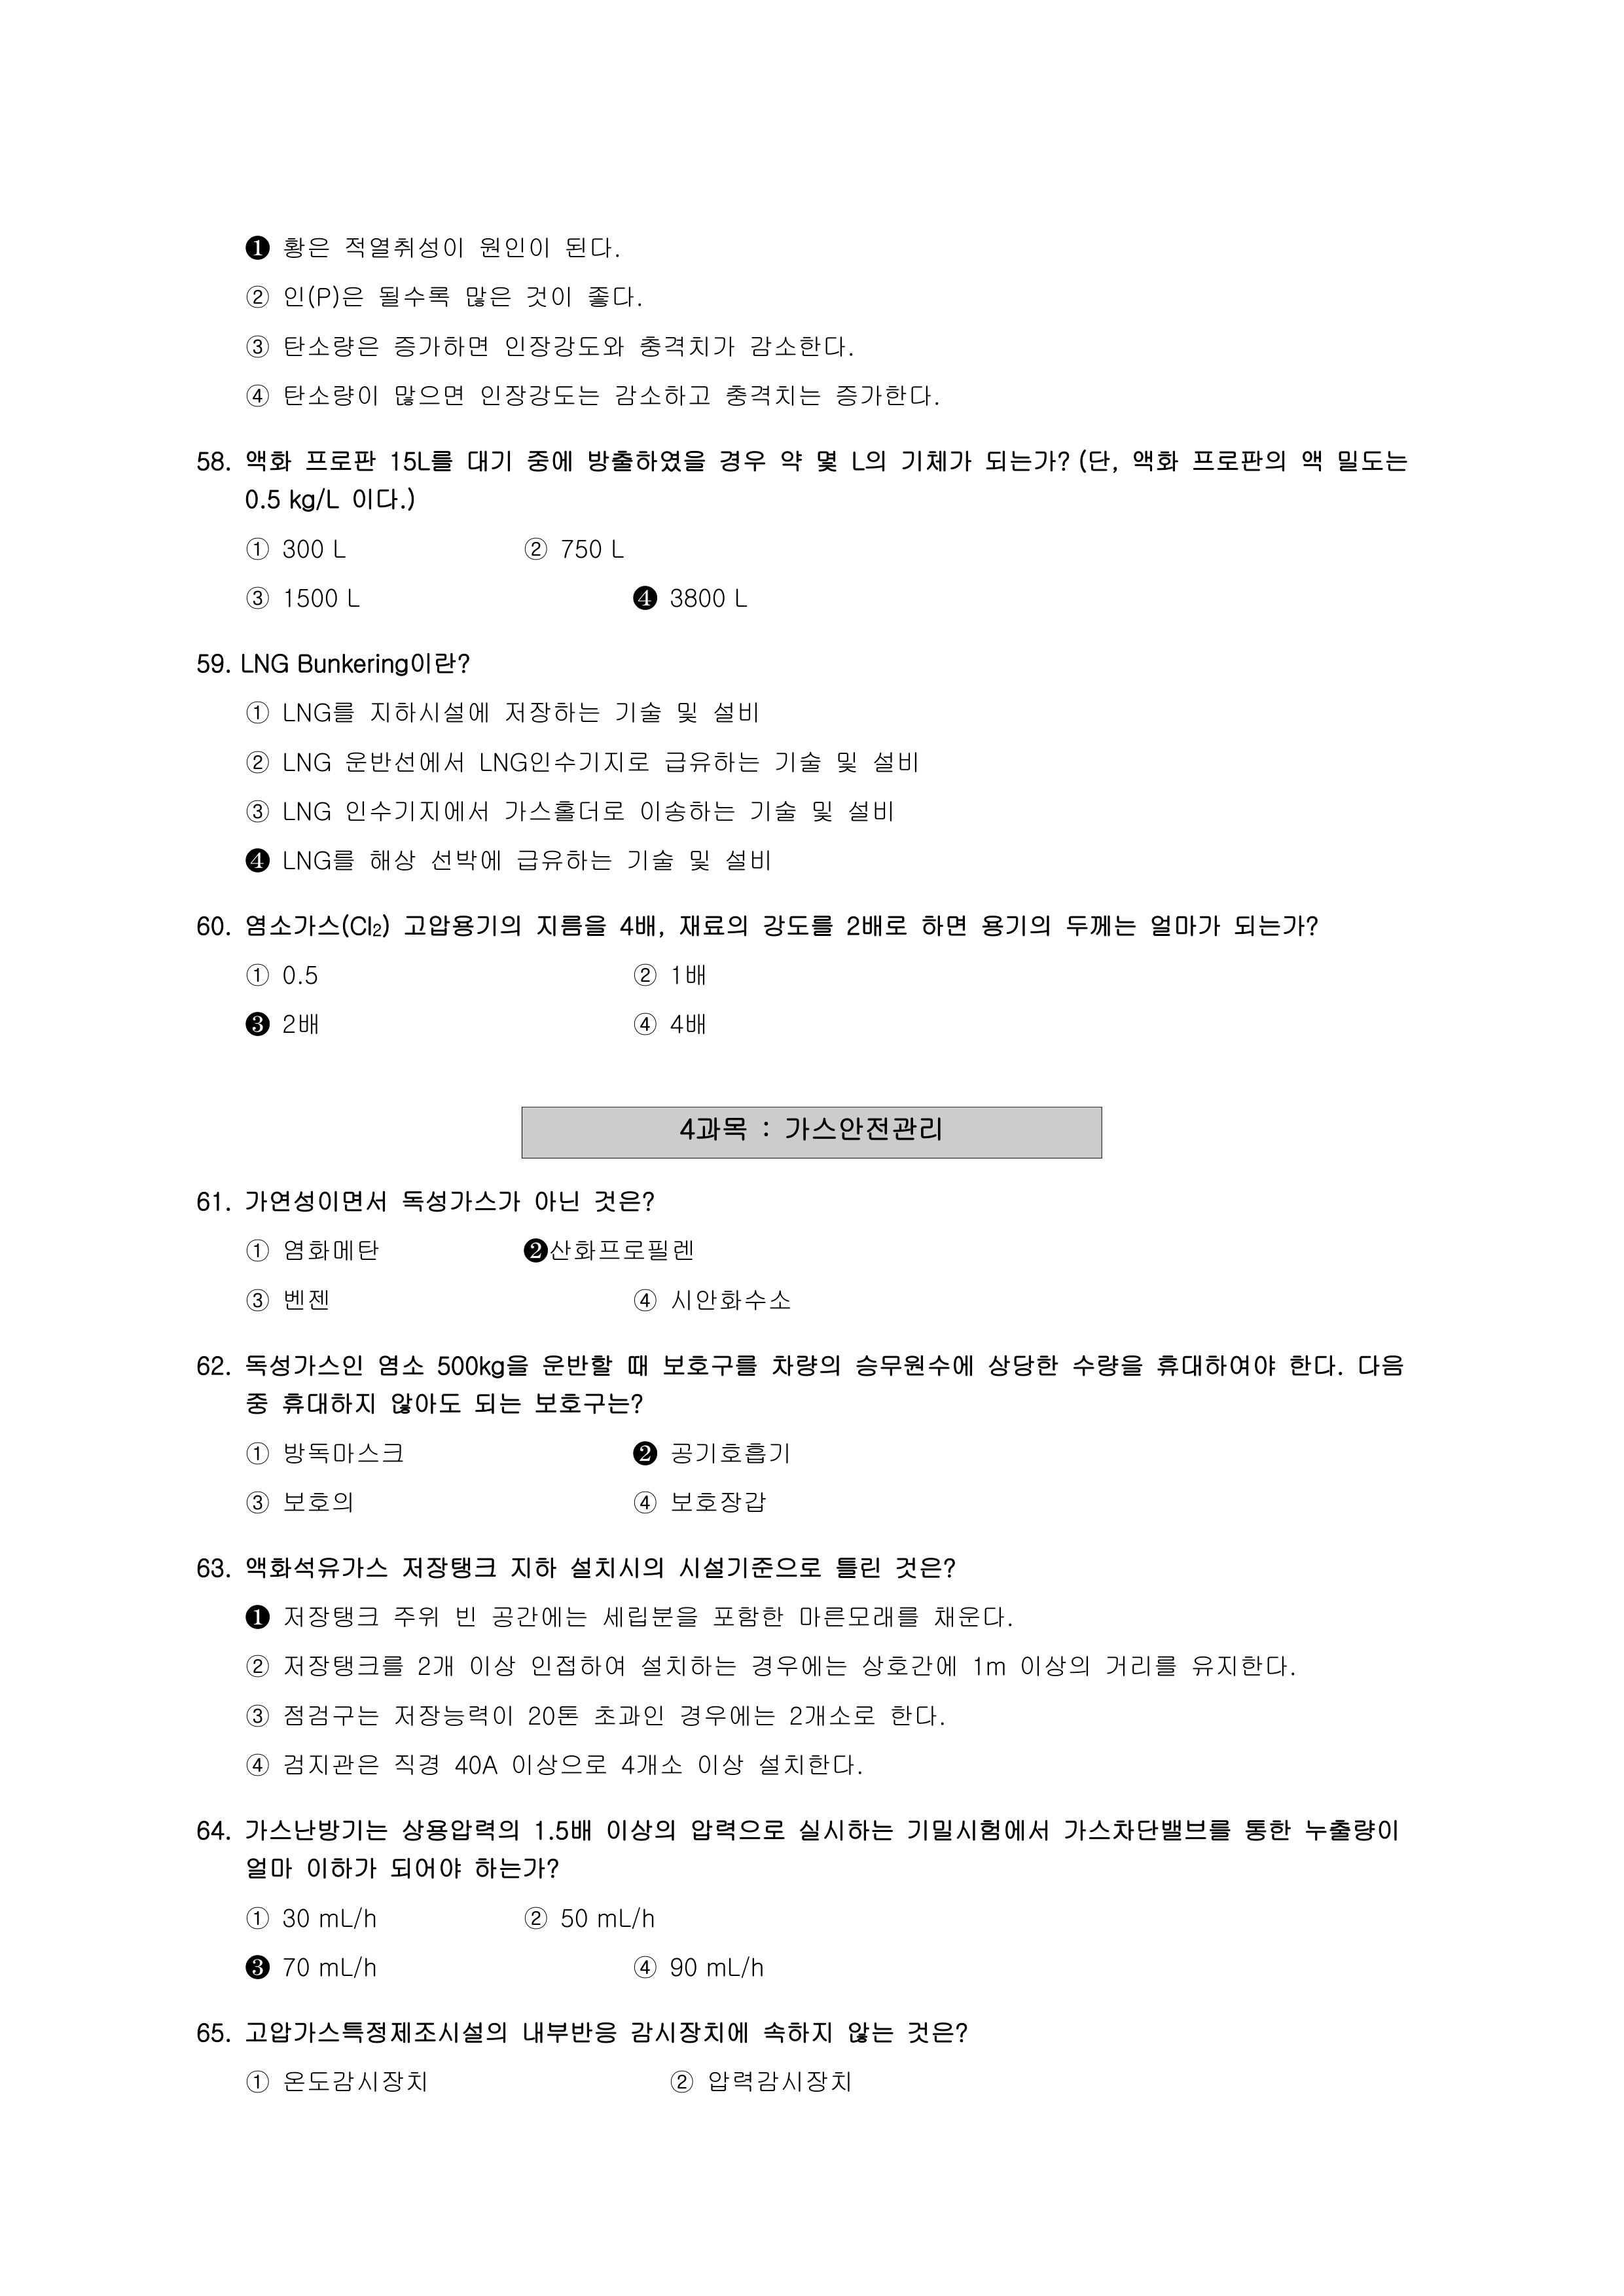 ❶ 황은 적열취성이 원인이 된다.
② 인(P)은 될수록 많은 것이 좋다.
③ 탄소량은 증가하면 인장강도와 충격치가 감소한다.
④ 탄소량이 많으면 인장강도는 감소하고 충격치는 증가한다.
58. 액화 프로판 15L를 대기 중에 방출하였을 경우 약 몇 L의 기체가 되는가? (단, 액화 프로판의 액 밀도는
0.5 kg/L 이다.)
① 300 L ② 750 L
③ 1500 L ❹ 3800 L
59. LNG Bunkering이란?
① LNG를 지하시설에 저장하는 기술 및 설비
② LNG 운반선에서 LNG인수기지로 급유하는 기술 및 설비
③ LNG 인수기지에서 가스홀더로 이송하는 기술 및 설비
❹ LNG를 해상 선박에 급유하는 기술 및 설비
60. 염소가스(Cl₂) 고압용기의 지름을 4배, 재료의 강도를 2배로 하면 용기의 두께는 얼마가 되는가?
① 0.5 ② 1배
❸ 2배 ④ 4배
4과목 : 가스안전관리
61. 가연성이면서 독성가스가 아닌 것은?
① 염화메탄 ❷산화프로필렌
③ 벤젠 ④ 시안화수소
62. 독성가스인 염소 500kg을 운반할 때 보호구를 차량의 승무원수에 상당한 수량을 휴대하여야 한다. 다음
중 휴대하지 않아도 되는 보호구는?
① 방독마스크 ❷ 공기호흡기
③ 보호의 ④ 보호장갑
63. 액화석유가스 저장탱크 지하 설치시의 시설기준으로 틀린 것은?
❶ 저장탱크 주위 빈 공간에는 세립분을 포함한 마른모래를 채운다.
② 저장탱크를 2개 이상 인접하여 설치하는 경우에는 상호간에 1m 이상의 거리를 유지한다.
③ 점검구는 저장능력이 20톤 초과인 경우에는 2개소로 한다.
④ 검지관은 직경 40A 이상으로 4개소 이상 설치한다.
64. 가스난방기는 상용압력의 1.5배 이상의 압력으로 실시하는 기밀시험에서 가스차단밸브를 통한 누출량이
얼마 이하가 되어야 하는가?
① 30 mL/h ② 50 mL/h
❸ 70 mL/h ④ 90 mL/h
65. 고압가스특정제조시설의 내부반응 감시장치에 속하지 않는 것은?
① 온도감시장치 ② 압력감시장치